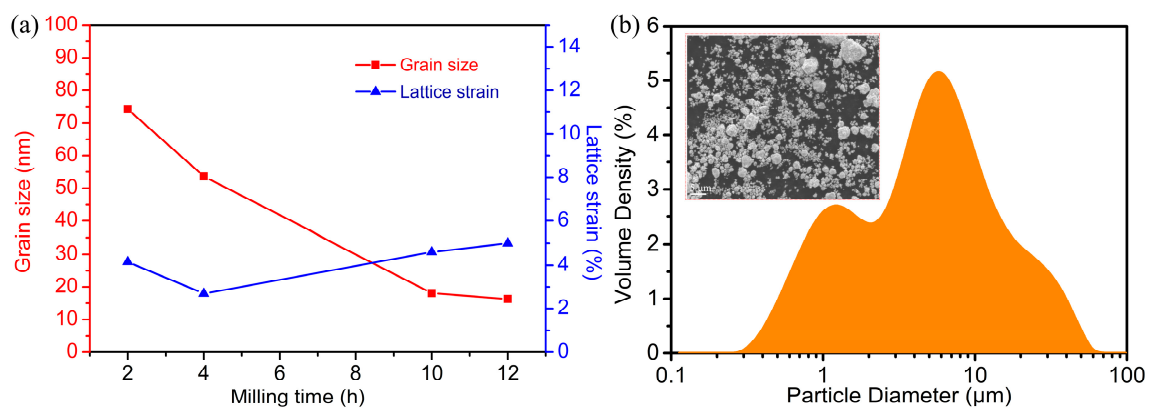 (a)
100
90
80
70
60
50
40
30
20
10
0
Grain size (nm)
Grain size
Lattice strain
14
12
10
8
6
4
2
0
Lattice strain (%)
2 4 6 8 10 12
Milling time (h)
(b)
6
5
4
3
2
1
0
Volume Density (%)
0.1 1 10 100
Particle Diameter (μm)